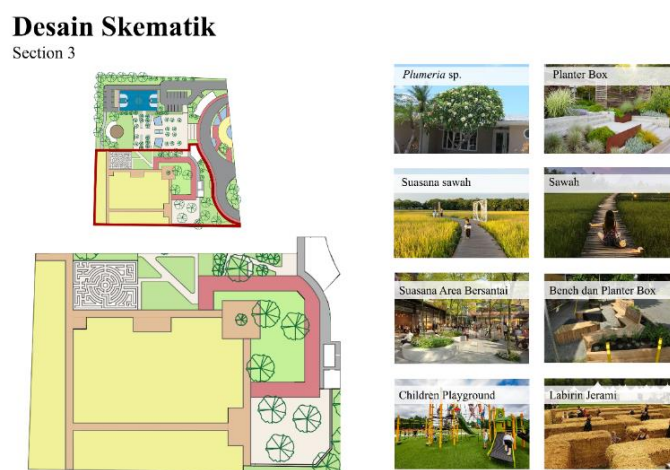 Desain Skematik
Section 3
Plumeria sp.
Planter Box
Suasana sawah
Sawah
Suasana Area Bersantai
Bench dan Planter Box
Children Playground
Labirin Jerami